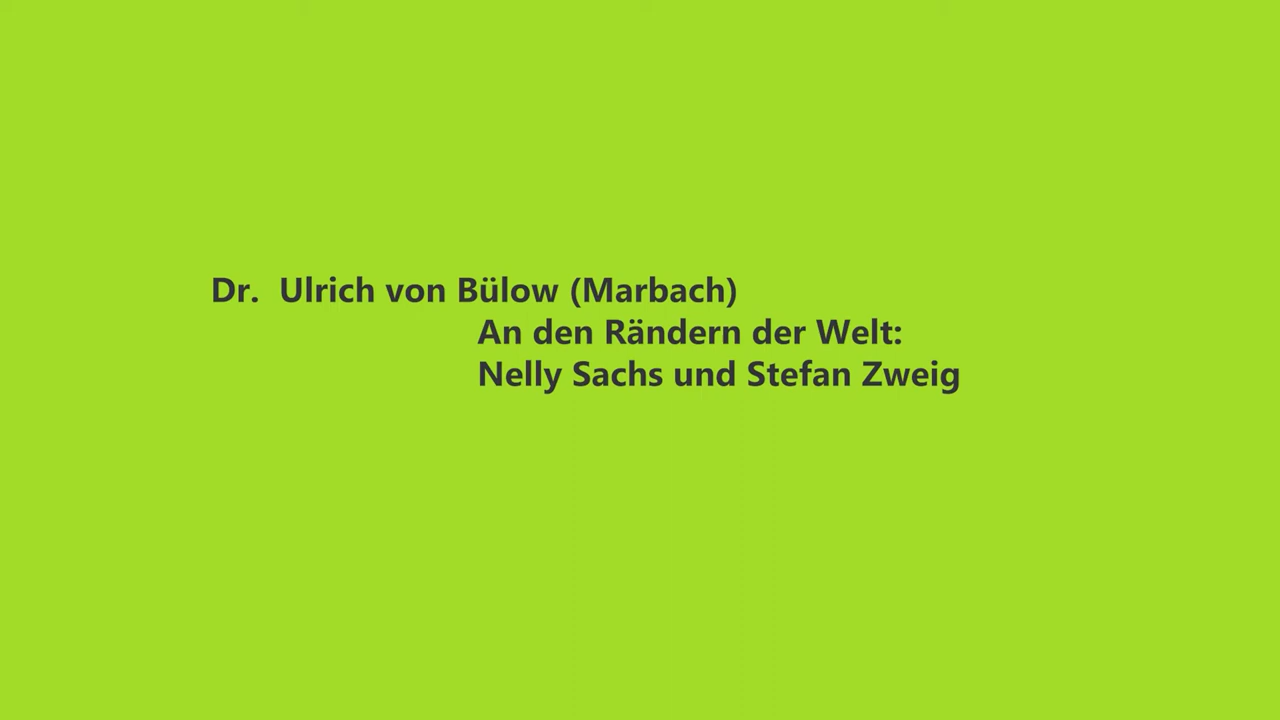 Dr.  Ulrich von Bülow (Marbach)
An den Rändern der Welt:
Nelly Sachs und Stefan Zweig